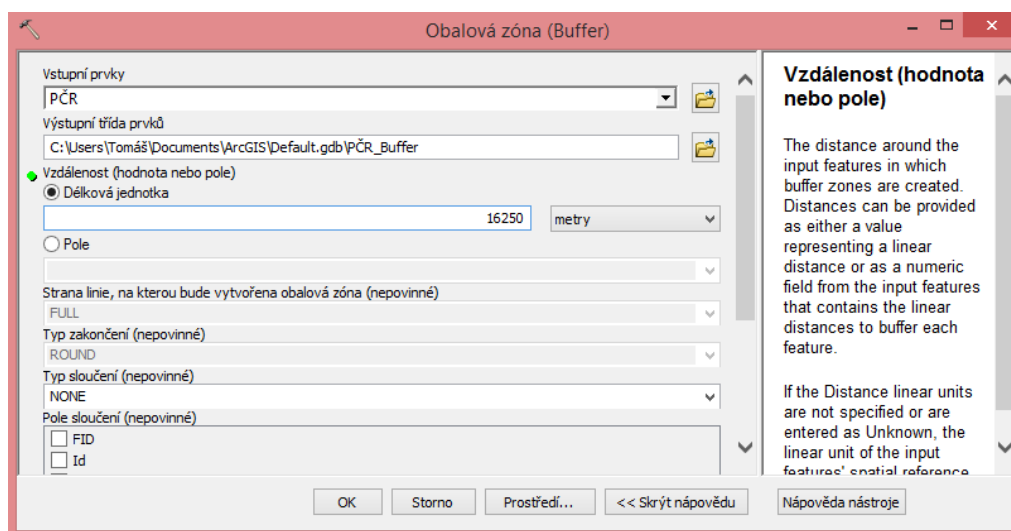 Obalová zóna (Buffer)
Vstupní prvky
PČR
Výstupní třída prvků
C:\Users\Tomáš\Documents\ArcGIS\Default.gdb\PČR_Buffer
Vzdálenost (hodnota nebo pole)
Délková jednotka
16250 metry
Pole
Strana linie, na kterou bude vytvořena obalová zóna (nepovinné)
FULL
Typ zakončení (nepovinné)
ROUND
Typ sloučení (nepovinné)
NONE
Pole sloučení (nepovinné)
FID
Id
Vzdálenost (hodnota
nebo pole)
The distance around the
input features in which
buffer zones are created.
Distances can be provided
as either a value
representing a linear
distance or as a numeric
field from the input features
that contains the linear
distances to buffer each
feature.
If the Distance linear units
are not specified or are
entered as Unknown, the
linear unit of the input
features' spatial reference
OK
Storno
Prostředí...
<< Skrýt nápovědu
Nápověda nástroje